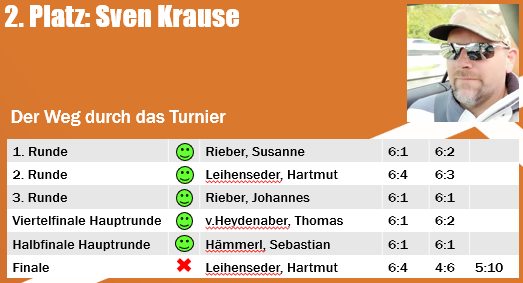 2. Platz: Sven Krause
Der Weg durch das Turnier
1. Runde Rieber, Susanne 6:1 6:2
2. Runde Leihenseder, Hartmut 6:4 6:3
3. Runde Rieber, Johannes 6:1 6:1
Viertelfinale Hauptrunde v.Heydenaber, Thomas 6:1 6:2
Halbfinale Hauptrunde Hämmerl, Sebastian 6:1 6:1
Finale Leihenseder, Hartmut 6:4 4:6 5:10